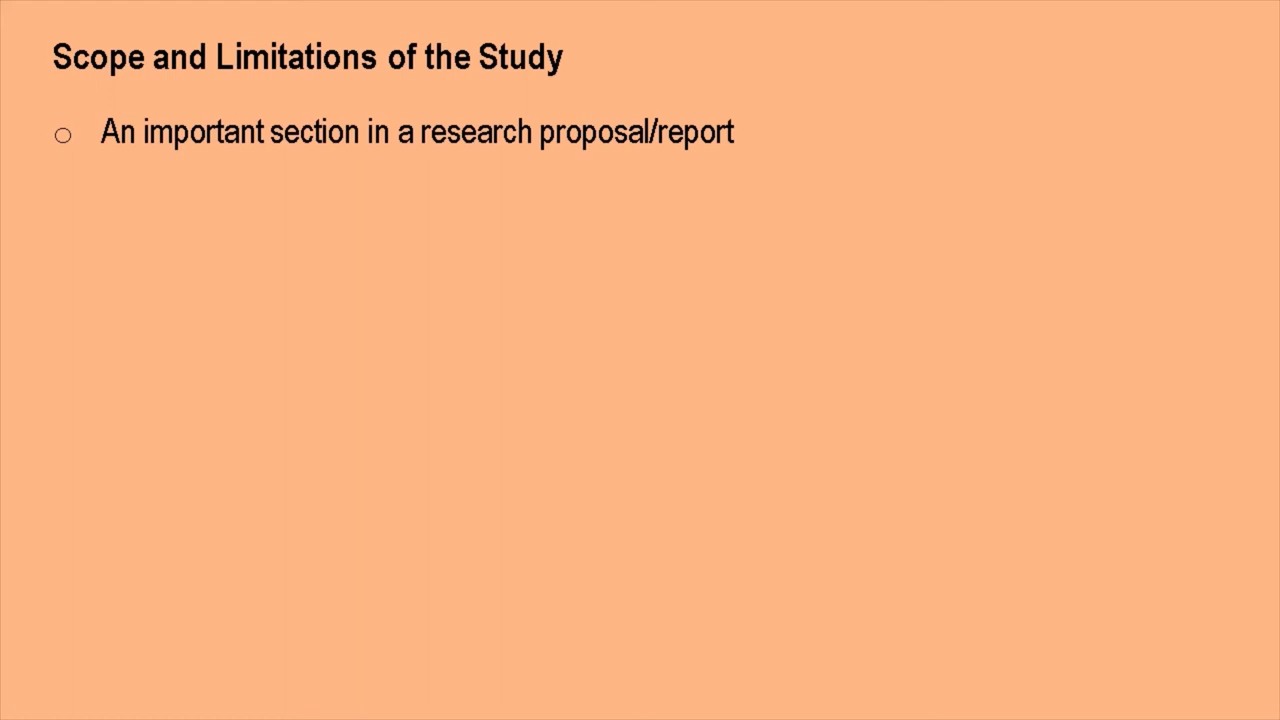 Scope and Limitations of the Study
o An important section in a research proposal/report